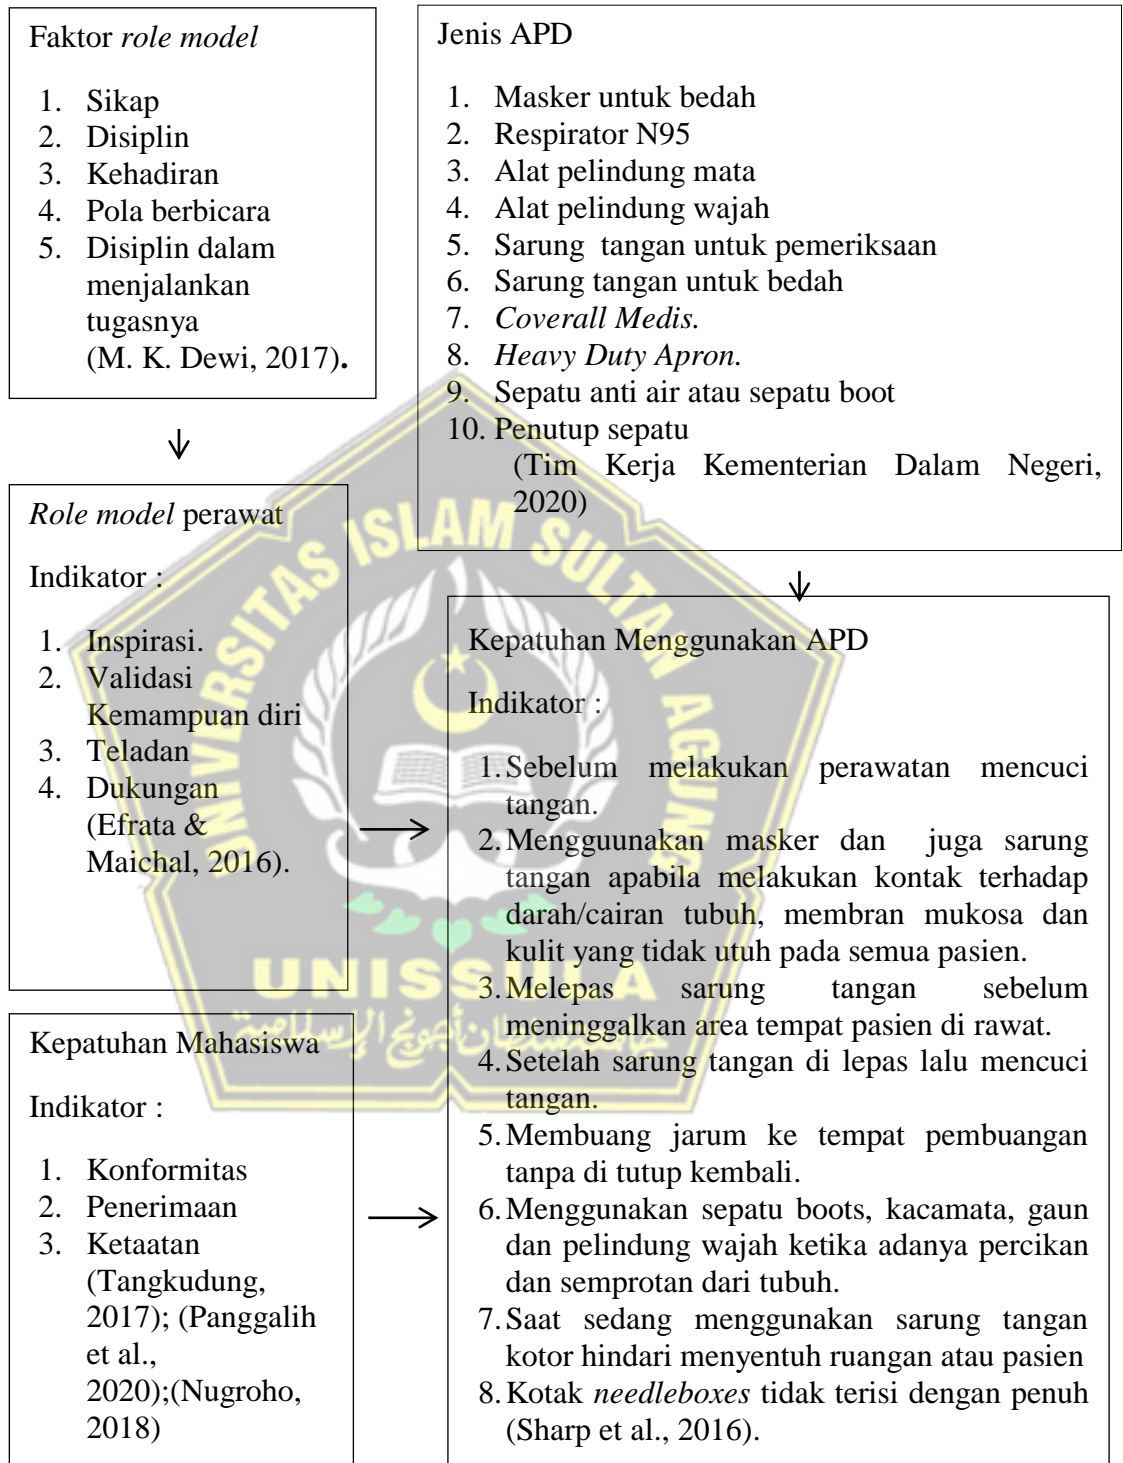 Faktor role model
1. Sikap
2. Disiplin
3. Kehadiran
4. Pola berbicara
5. Disiplin dalam
menjalankan
tugasnya
(M. K. Dewi, 2017).
Jenis APD
1. Masker untuk bedah
2. Respirator N95
3. Alat pelindung mata
4. Alat pelindung wajah
5. Sarung tangan untuk pemeriksaan
6. Sarung tangan untuk bedah
7. Coverall Medis.
8. Heavy Duty Apron.
9. Sepatu anti air atau sepatu boot
10. Penutup sepatu
(Tim Kerja Kementerian Dalam Negeri,
2020)
Role model perawat
Indikator :
1. Inspirasi.
2. Validasi
Kemampuan diri
3. Teladan
4. Dukungan
(Efrata &
Maichal, 2016).
Kepatuhan Menggunakan APD
Indikator :
1. Sebelum melakukan perawatan mencuci
tangan.
2. Mengguunakan masker dan juga sarung
tangan apabila melakukan kontak terhadap
darah/cairan tubuh, membran mukosa dan
kulit yang tidak utuh pada semua pasien.
3. Melepas sarung tangan sebelum
meninggalkan area tempat pasien di rawat.
4. Setelah sarung tangan di lepas lalu mencuci
tangan.
5. Membuang jarum ke tempat pembuangan
tanpa di tutup kembali.
6. Menggunakan sepatu boots, kacamata, gaun
dan pelindung wajah ketika adanya percikan
dan semprotan dari tubuh.
7. Saat sedang menggunakan sarung tangan
kotor hindari menyentuh ruangan atau pasien
8. Kotak needleboxes tidak terisi dengan penuh
(Sharp et al., 2016).
Kepatuhan Mahasiswa
Indikator :
1. Konformitas
2. Penerimaan
3. Ketaatan
(Tangkudung,
2017); (Panggalih
et al.,
2020);(Nugroho,
2018)
UNIVERSITAS ISLAM SULTAN AGUNG
UNISSULA
جامعة سلطان أجونج الإسلامية